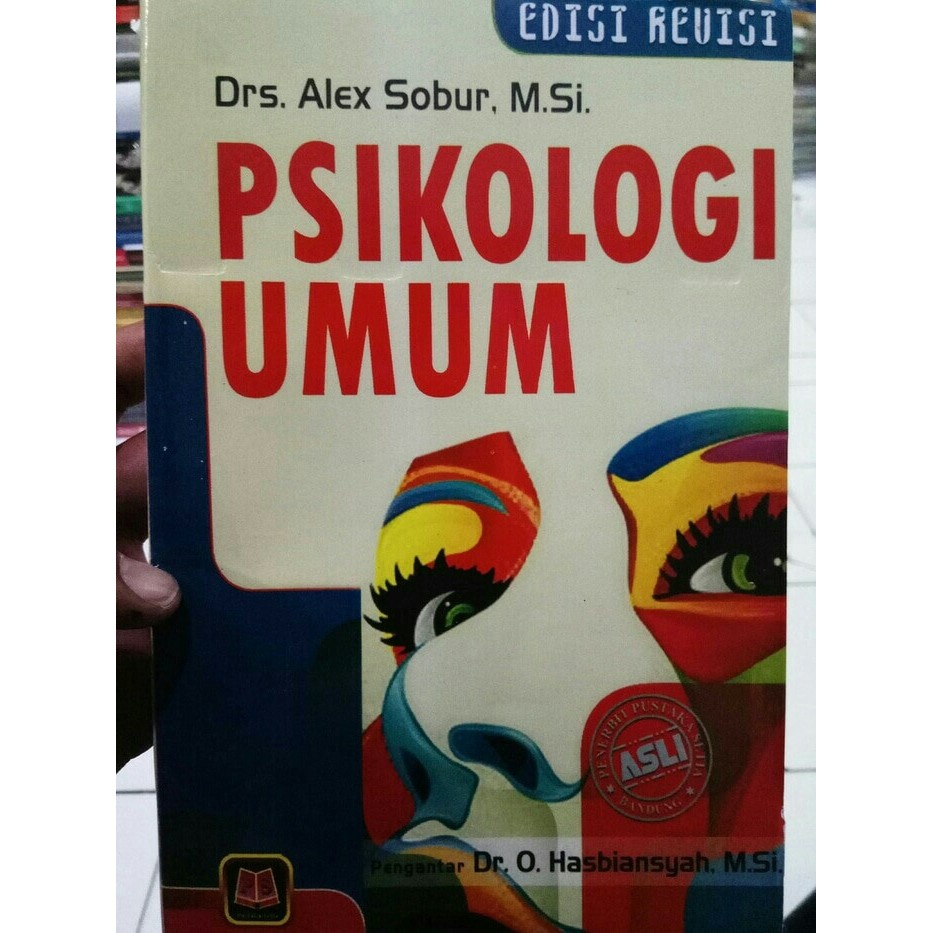 EDISI REVISI
Drs. Alex Sobur, M.Si.
PSIKOLOGI
UMUM
PENERBIT PUSTAKA SETIA
ASLI
BANDUNG
Pengantar Dr. O. Hasbiansyah, M.Si.